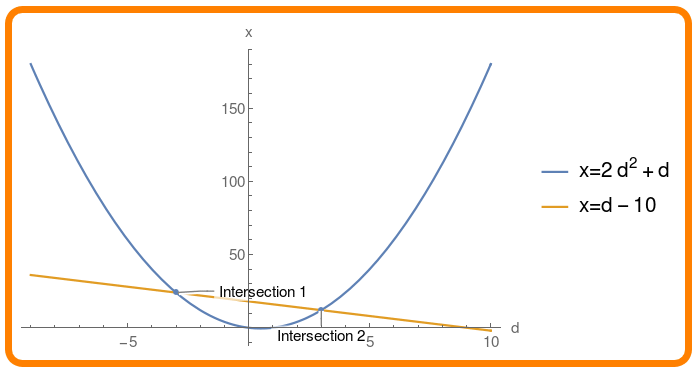 x
150
100
50
−5
5
10
d
Intersection 1
Intersection 2
x=2 d² + d
x=d − 10